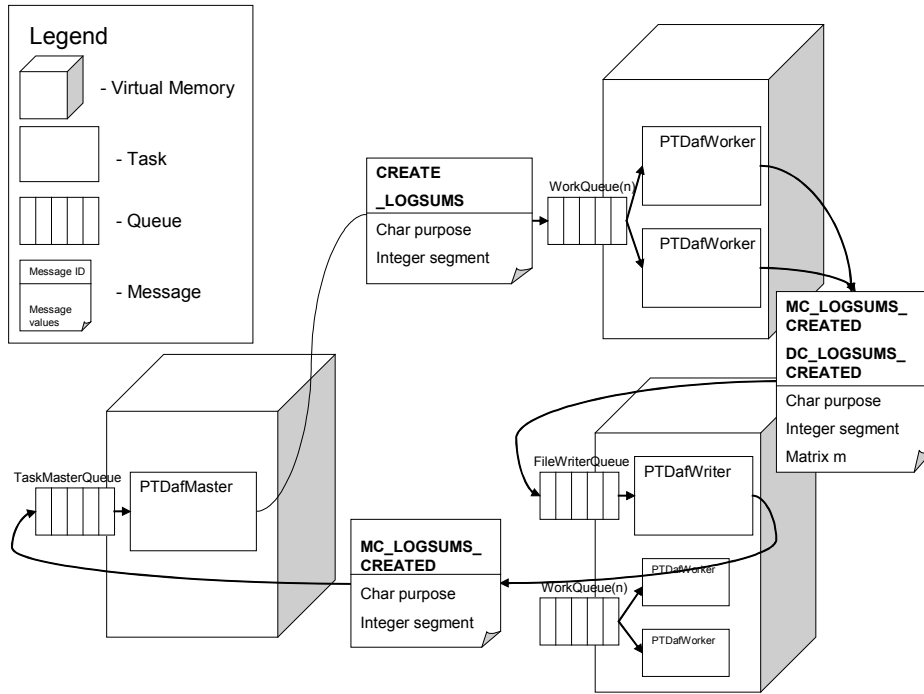 Legend
- Virtual Memory
- Task
- Queue
Message ID
Message
values
- Message
CREATE
_LOGSUMS
Char purpose
Integer segment
WorkQueue(n)
PTDafWorker
PTDafWorker
MC_LOGSUMS_
CREATED
DC_LOGSUMS_
CREATED
Char purpose
Integer segment
Matrix m
TaskMasterQueue
PTDafMaster
FileWriterQueue
PTDafWriter
MC_LOGSUMS_
CREATED
Char purpose
Integer segment
WorkQueue(n)
PTDafWorker
PTDafWorker